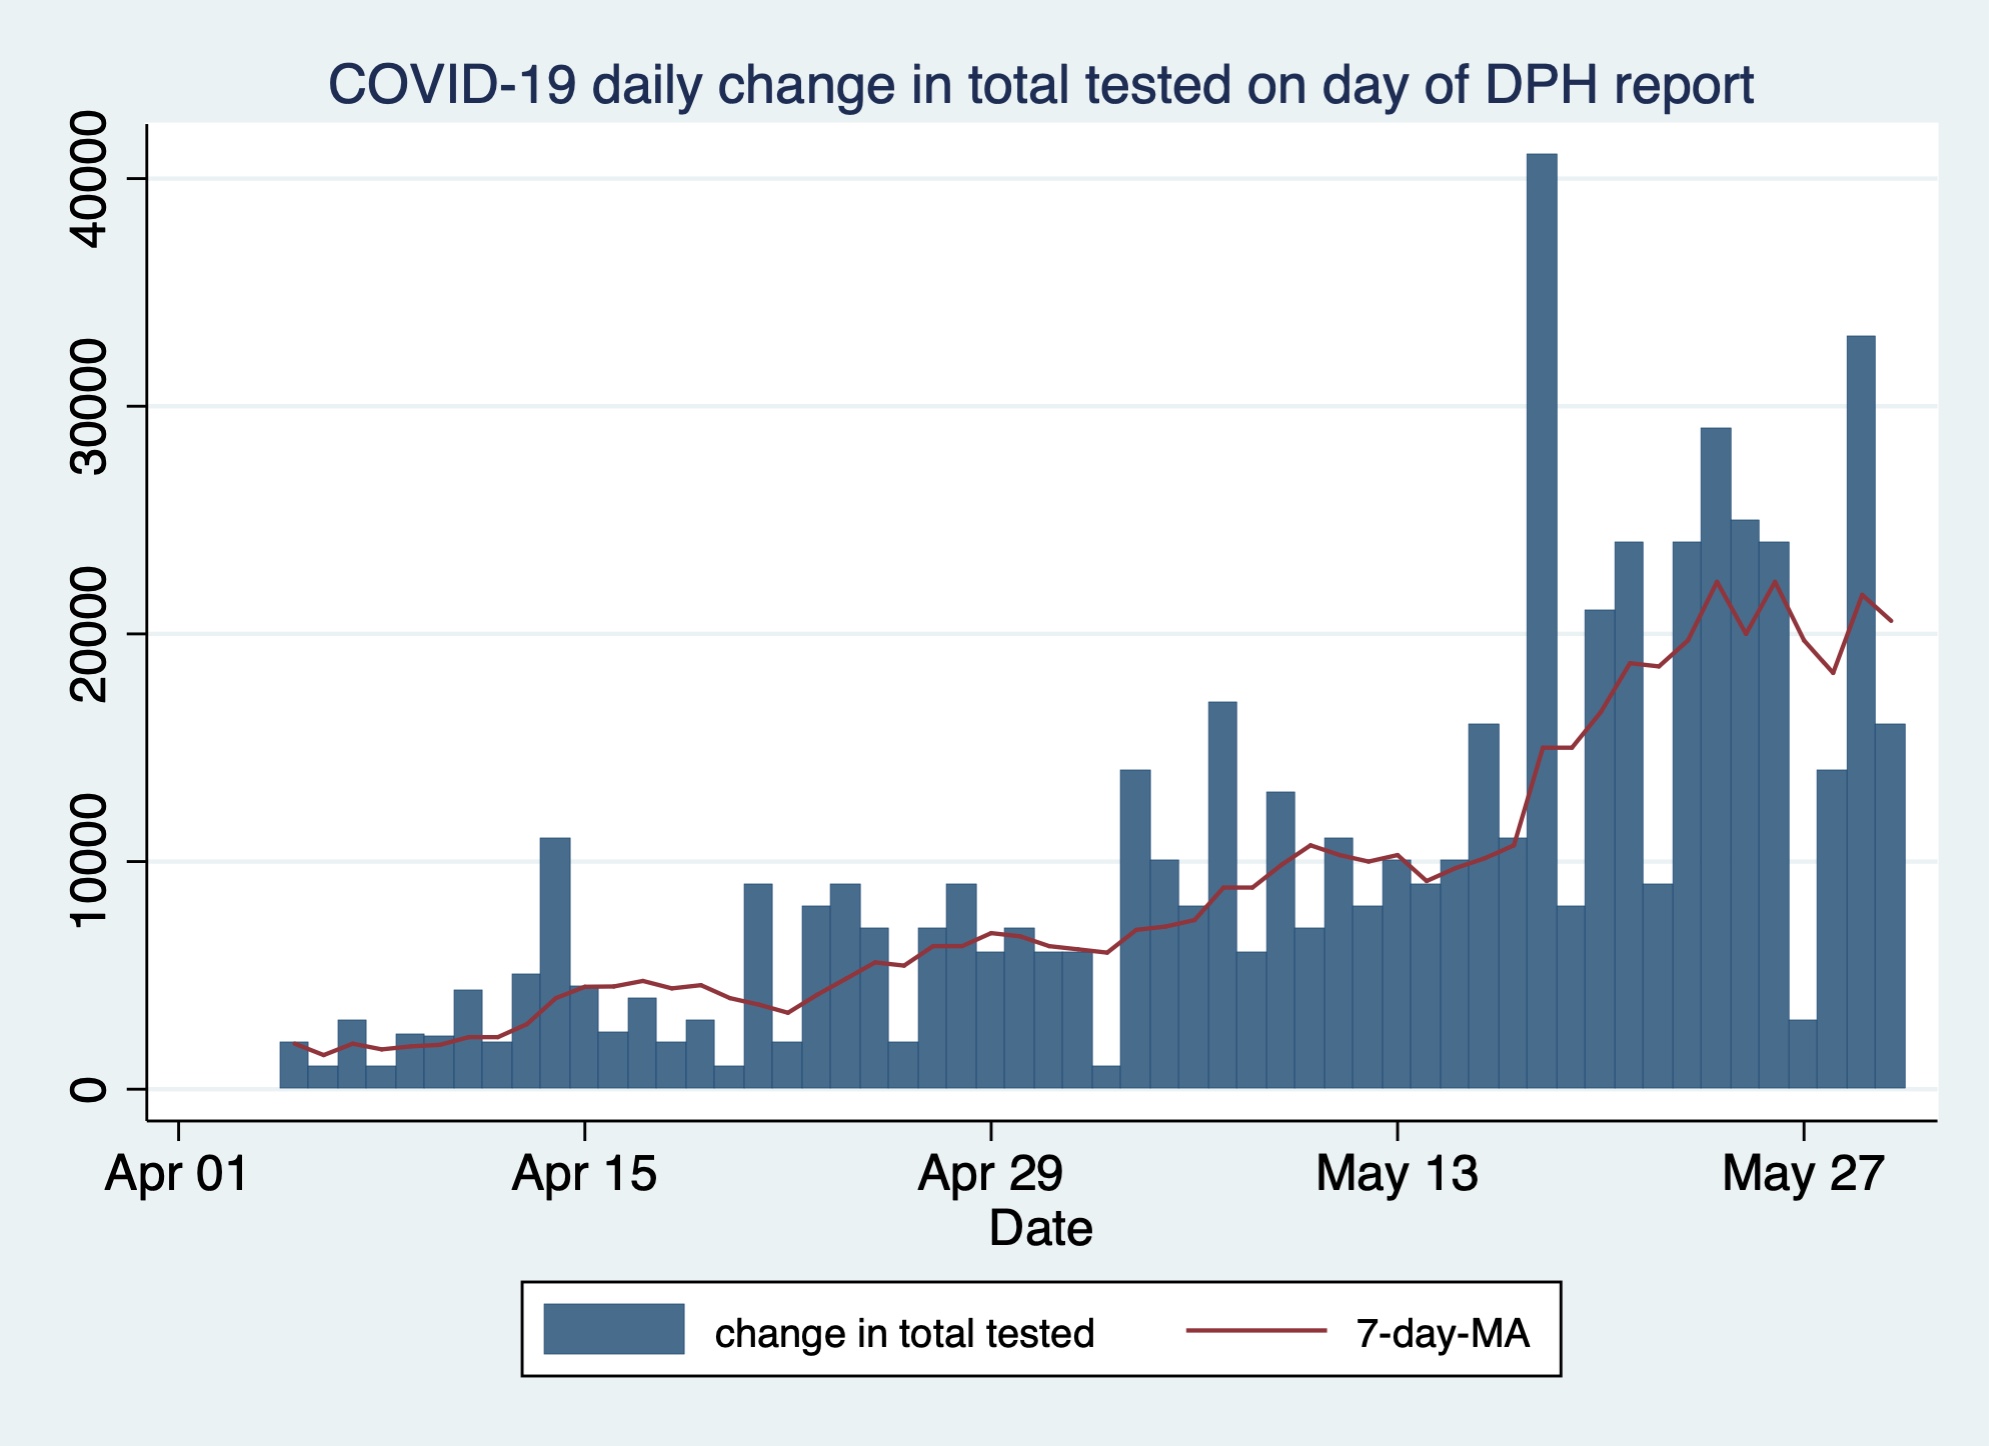 COVID-19 daily change in total tested on day of DPH report
40000
30000
20000
10000
0
Apr 01 Apr 15 Apr 29 May 13 May 27
Date
change in total tested 7-day-MA